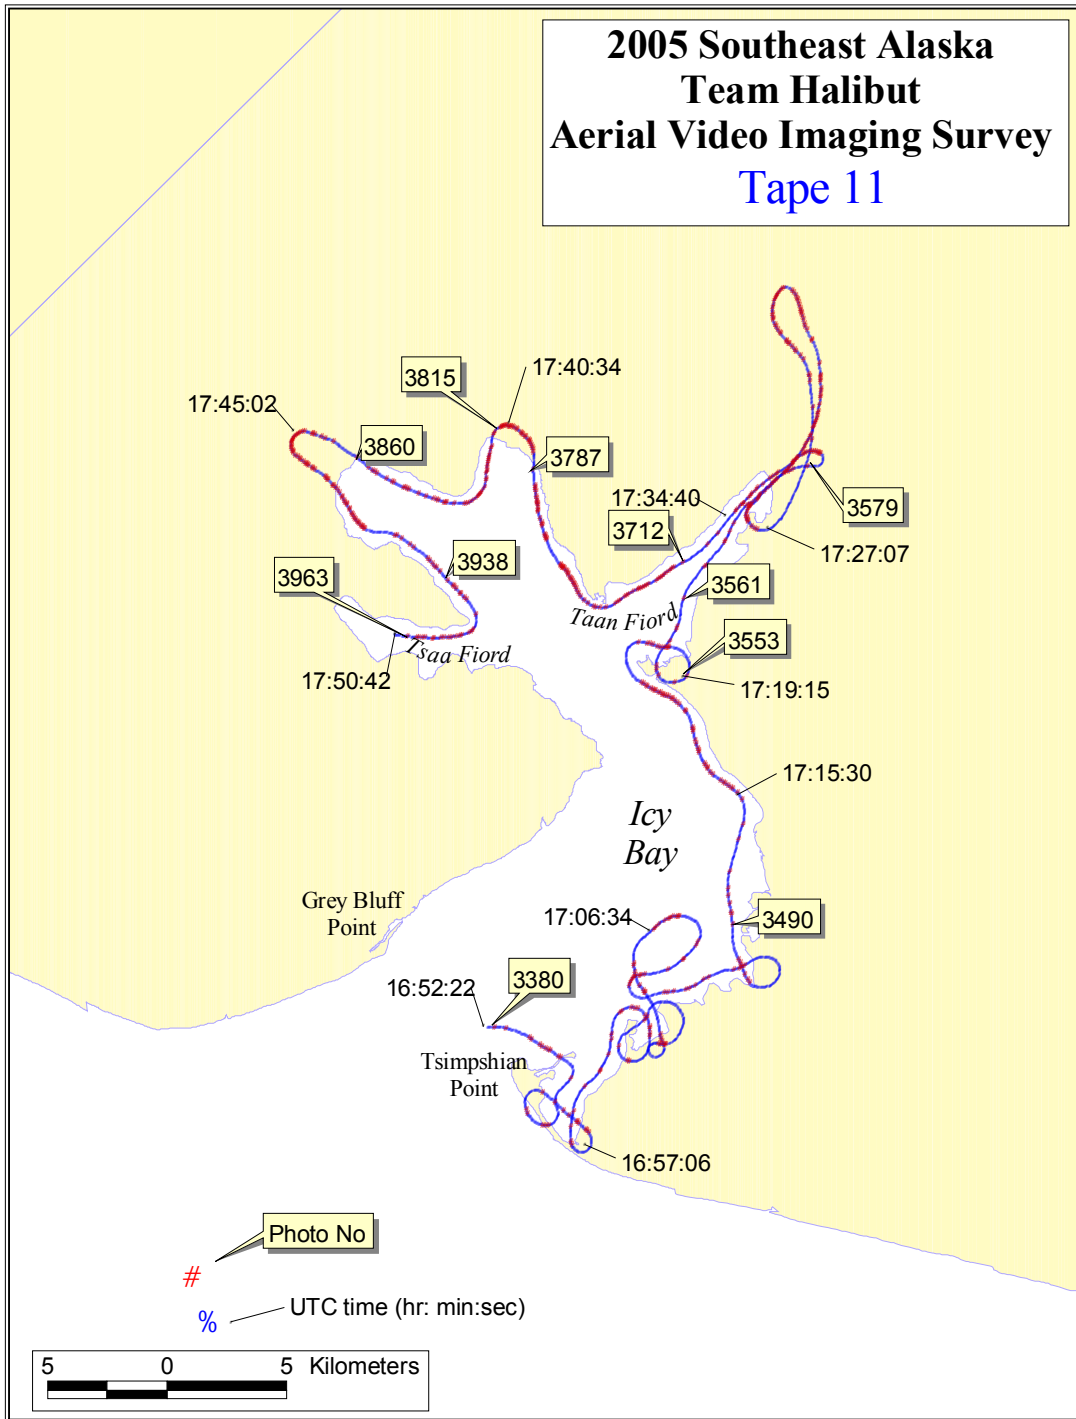 2005 Southeast Alaska
Team Halibut
Aerial Video Imaging Survey
Tape 11
3815
17:40:34
17:45:02
3860
3787
17:34:40
3579
3712
17:27:07
3938
3963
3561
Taan Fiord
3553
Tsaa Fiord
17:50:42
17:19:15
17:15:30
Icy
Bay
Grey Bluff
Point
17:06:34
3490
3380
16:52:22
Tsimpshian
Point
16:57:06
Photo No
#
UTC time (hr: min:sec)
%
5 0 5 Kilometers